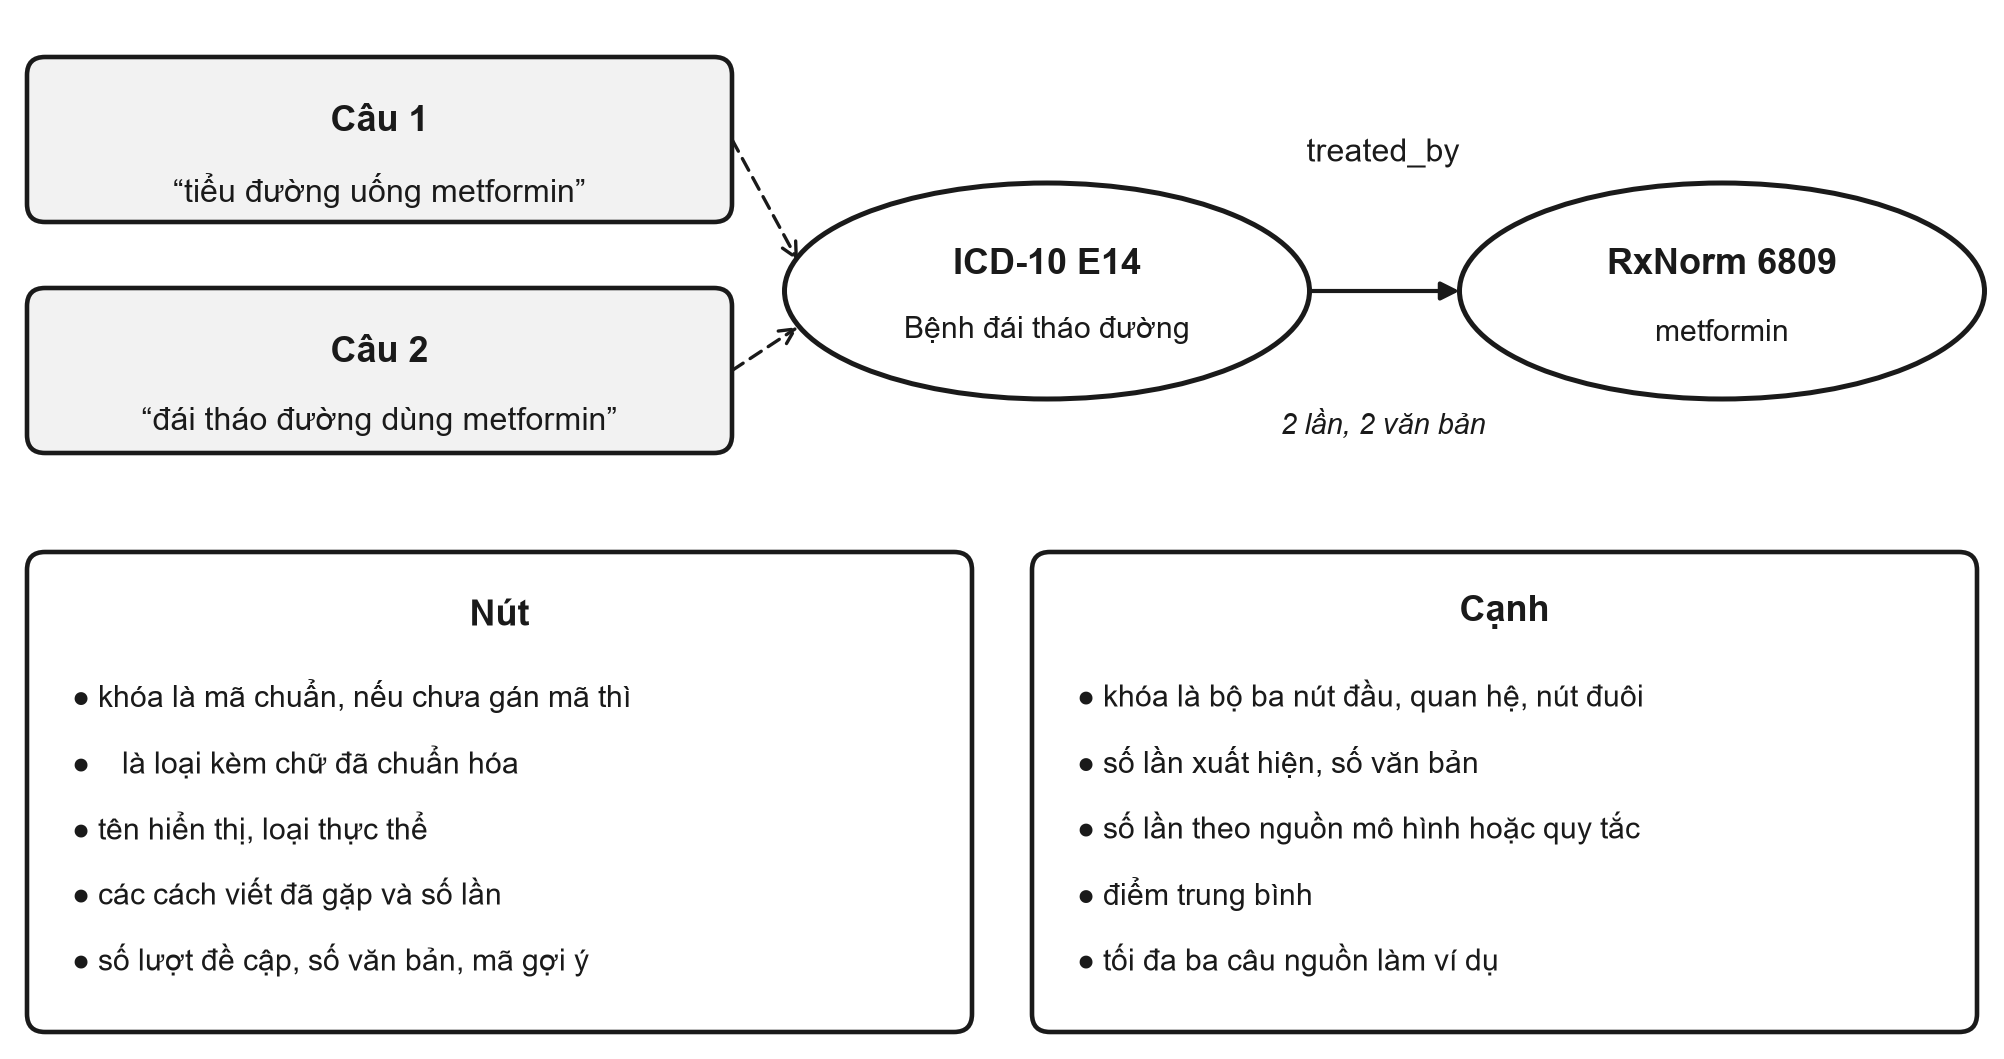 Câu 1
“tiểu đường uống metformin”
Câu 2
“đái tháo đường dùng metformin”
treated_by
ICD-10 E14
Bệnh đái tháo đường
RxNorm 6809
metformin
2 lần, 2 văn bản
Nút
● khóa là mã chuẩn, nếu chưa gán mã thì
● là loại kèm chữ đã chuẩn hóa
● tên hiển thị, loại thực thể
● các cách viết đã gặp và số lần
● số lượt đề cập, số văn bản, mã gợi ý
Cạnh
● khóa là bộ ba nút đầu, quan hệ, nút đuôi
● số lần xuất hiện, số văn bản
● số lần theo nguồn mô hình hoặc quy tắc
● điểm trung bình
● tối đa ba câu nguồn làm ví dụ